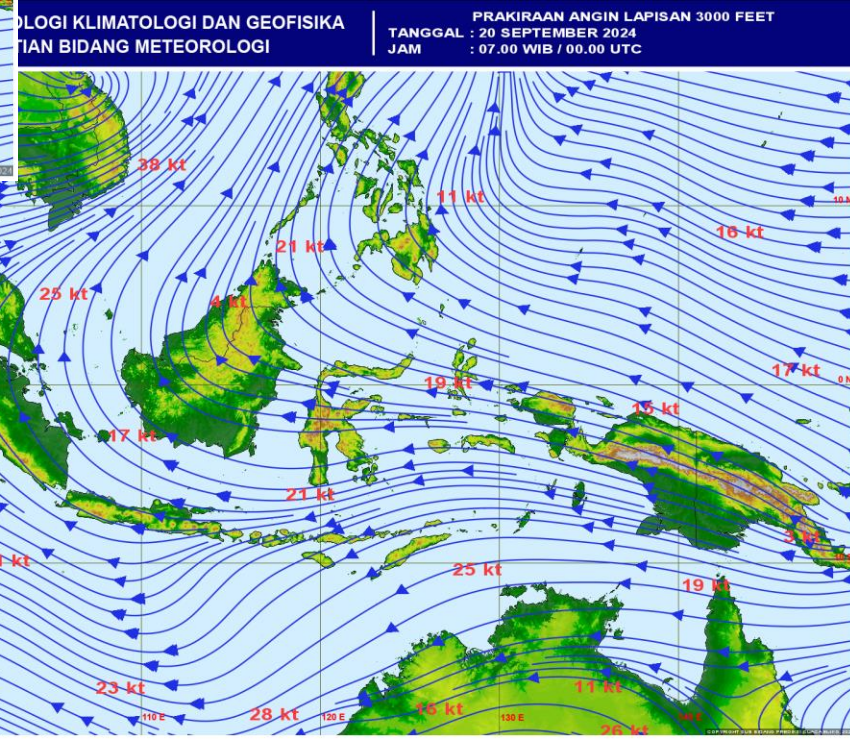 OLOGI KLIMATOLOGI DAN GEOFISIKA
TIAN BIDANG METEOROLOGI
PRAKIRAAN ANGIN LAPISAN 3000 FEET
TANGGAL : 20 SEPTEMBER 2024
JAM : 07.00 WIB / 00.00 UTC
38 kt
11 kt
10 N
16 kt
21 kt
25 kt
4 kt
17 kt
0 N
19 kt
15 kt
17 kt
21 kt
3 kt
kt
25 kt
19 kt
23 kt
11 kt
28 kt
110 E
120 E
130 E
26 kt